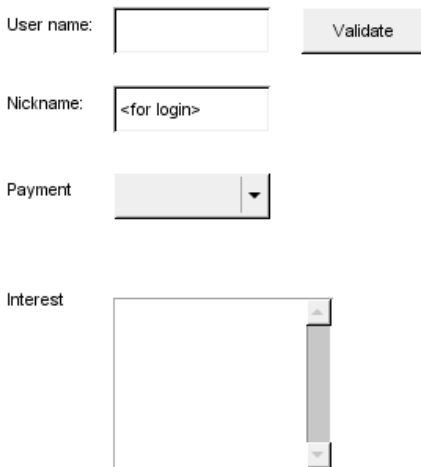 User name:
Validate
Nickname:
<for login>
Payment
Interest